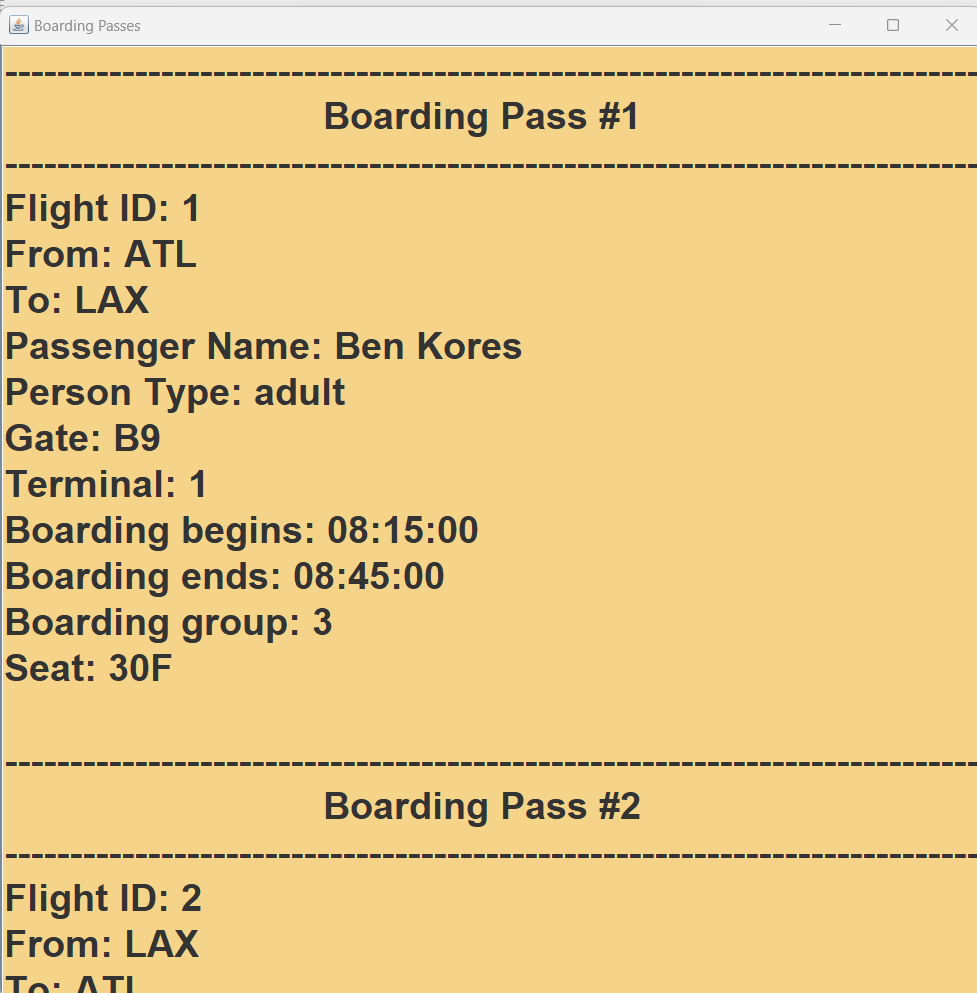 Boarding Passes
--------------------------------------------------------------------------------
Boarding Pass #1
--------------------------------------------------------------------------------
Flight ID: 1
From: ATL
To: LAX
Passenger Name: Ben Kores
Person Type: adult
Gate: B9
Terminal: 1
Boarding begins: 08:15:00
Boarding ends: 08:45:00
Boarding group: 3
Seat: 30F
--------------------------------------------------------------------------------
Boarding Pass #2
--------------------------------------------------------------------------------
Flight ID: 2
From: LAX
To: ATL